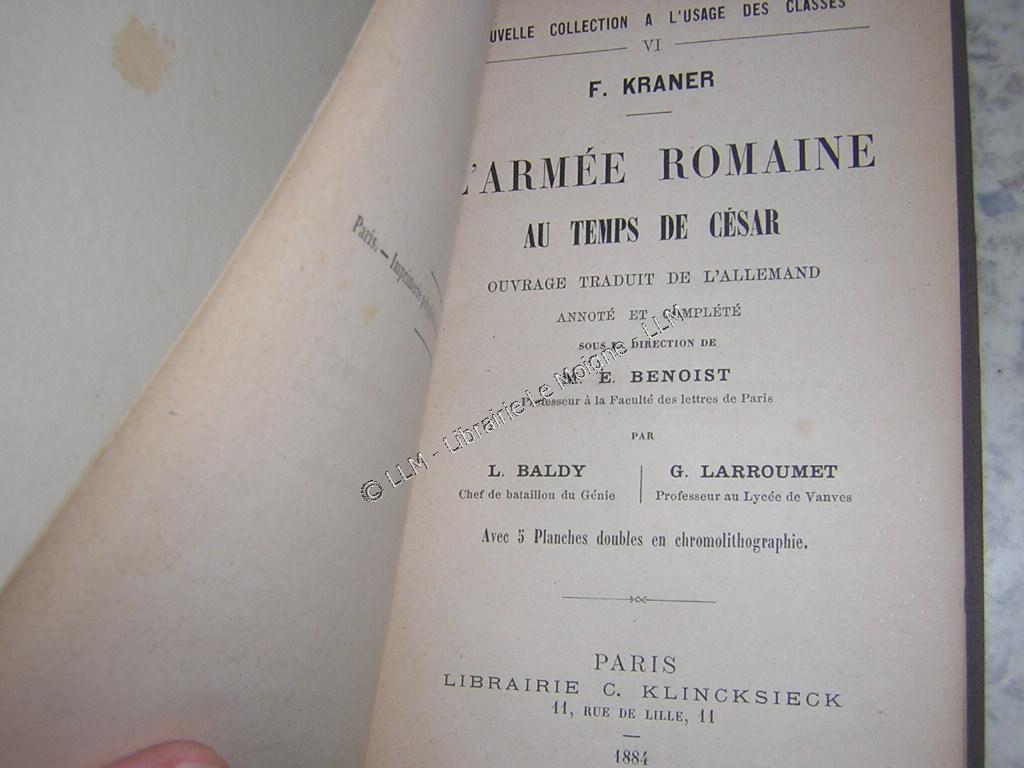 Paris. — Imprimerie
UVELLE COLLECTION A L'USAGE DES CLASSES
VI
F. KRANER
L'ARMÉE ROMAINE
AU TEMPS DE CÉSAR
OUVRAGE TRADUIT DE L'ALLEMAND
ANNOTÉ ET COMPLÉTÉ
SOUS LA DIRECTION DE
M. E. BENOIST
Professeur à la Faculté des lettres de Paris
PAR
L. BALDY
Chef de bataillon du Génie
G. LARROUMET
Professeur au Lycée de Vanves
Avec 5 Planches doubles en chromolithographie.
PARIS
LIBRAIRIE C. KLINCKSIECK
11, RUE DE LILLE, 11
1884
© LLM - Librairie Le Moigne - LLM